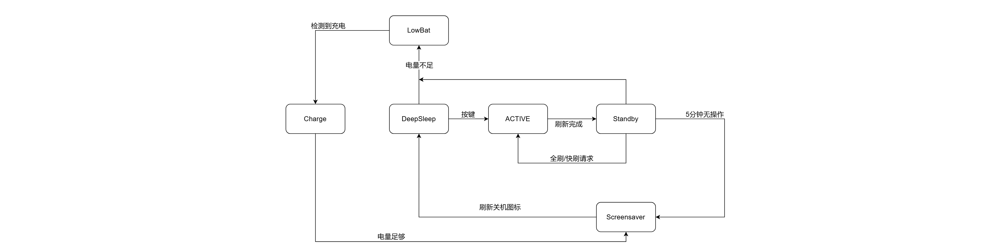 检测到充电
LowBat
电量不足
Charge
DeepSleep
按键
ACTIVE
刷新完成
Standby
5分钟无操作
全刷/快刷请求
刷新关机图标
Screensaver
电量足够